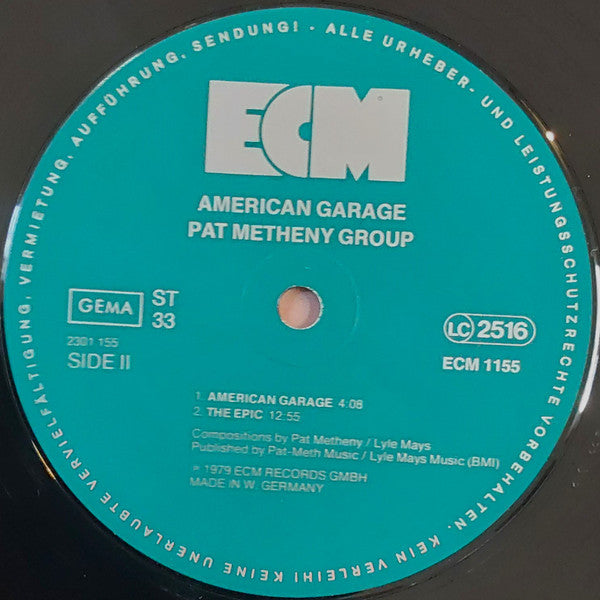 ALLE URHEBER- UND LEISTUNGSSCHUTZRECHTE VORBEHALTEN. KEIN VERLEIH! KEINE UNERLAUBTE VERVIELFÄLTIGUNG, VERMIETUNG, AUFFÜHRUNG, SENDUNG! -
ECM
AMERICAN GARAGE
PAT METHENY GROUP
GEMA
ST
33
2301 155
SIDE II
LC 2516
ECM 1155
1. AMERICAN GARAGE 4:08
2. THE EPIC 12:55
Compositions by Pat Metheny / Lyle Mays
Published by Pat-Meth Music / Lyle Mays Music (BMI)
℗ 1979 ECM RECORDS GMBH
MADE IN W. GERMANY